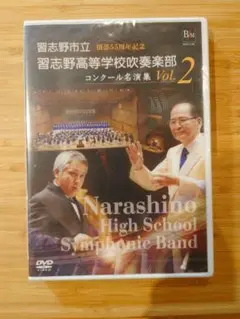 習志野市立 創部55周年記念
習志野高等学校吹奏楽部
コンクール名演集 Vol.2
Narashino
High School
Symphonic Band
DVD